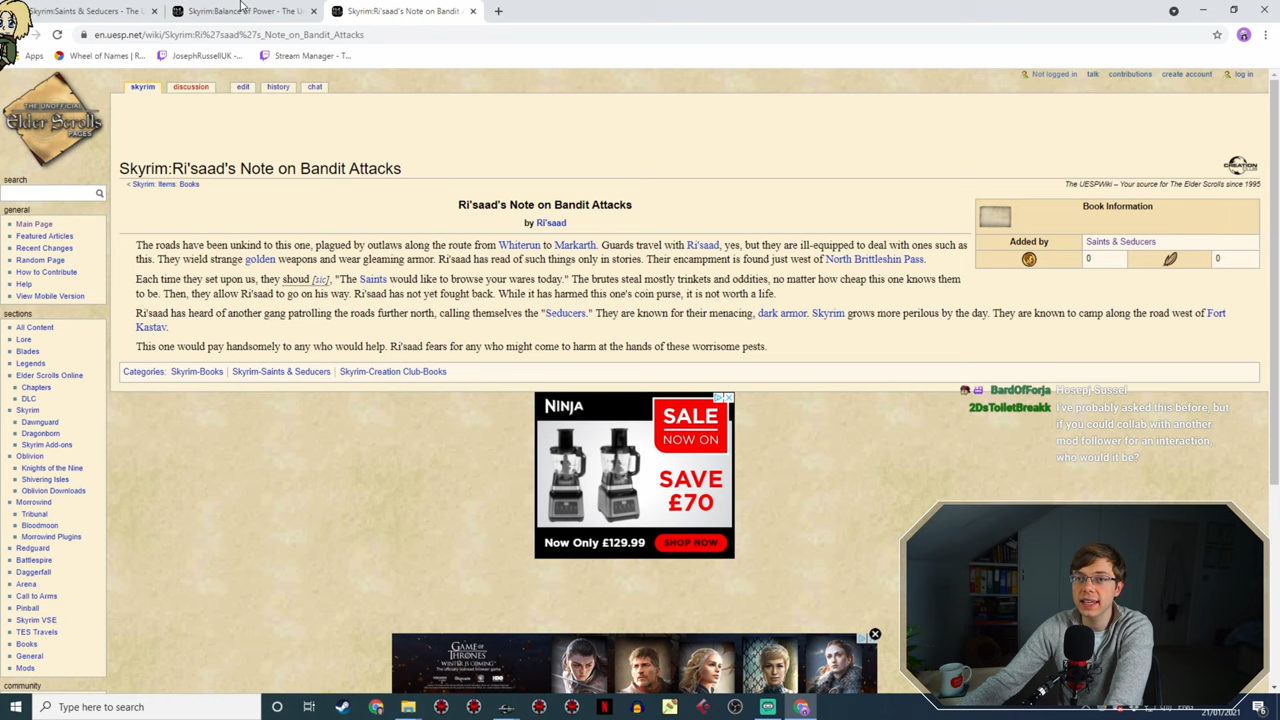 Skyrim:Saints & Seducers - The U
Skyrim:Balance of Power - The U
Skyrim:Ri'saad's Note on Bandit
en.uesp.net/wiki/Skyrim:Ri%27saad%27s_Note_on_Bandit_Attacks
Apps
Wheel of Names | R...
JosephRussellUK -...
Stream Manager - T...
Not logged in talk contributions create account log in
skyrim discussion edit history chat
THE UNOFFICIAL
Elder Scrolls
PAGES
Skyrim:Ri'saad's Note on Bandit Attacks
CREATION
CLUB
< Skyrim: Items: Books
The UESPWiki – Your source for The Elder Scrolls since 1995
Ri'saad's Note on Bandit Attacks
by Ri'saad
The roads have been unkind to this one, plagued by outlaws along the route from Whiterun to Markarth. Guards travel with Ri'saad, yes, but they are ill-equipped to deal with ones such as
this. They wield strange golden weapons and wear gleaming armor. Ri'saad has read of such things only in stories. Their encampment is found just west of North Brittleshin Pass.
Each time they set upon us, they shoud [sic], "The Saints would like to browse your wares today." The brutes steal mostly trinkets and oddities, no matter how cheap this one knows them
to be. Then, they allow Ri'saad to go on his way. Ri'saad has not yet fought back. While it has harmed this one's coin purse, it is not worth a life.
Ri'saad has heard of another gang patrolling the roads further north, calling themselves the "Seducers." They are known for their menacing, dark armor. Skyrim grows more perilous by the day. They are known to camp along the road west of Fort
Kastav.
This one would pay handsomely to any who would help. Ri'saad fears for any who might come to harm at the hands of these worrisome pests.
Book Information
Added by Saints & Seducers
0 0
Categories: Skyrim-Books | Skyrim-Saints & Seducers | Skyrim-Creation Club-Books
search
general
Main Page
Featured Articles
Recent Changes
Random Page
How to Contribute
Help
View Mobile Version
sections
All Content
Lore
Blades
Legends
Elder Scrolls Online
Chapters
DLC
Skyrim
Dawnguard
Dragonborn
Skyrim Add-ons
Oblivion
Knights of the Nine
Shivering Isles
Oblivion Downloads
Morrowind
Tribunal
Bloodmoon
Morrowind Plugins
Redguard
Battlespire
Daggerfall
Arena
Call to Arms
Pinball
Skyrim VSE
TES Travels
Books
General
Mods
community
NINJA
SALE
NOW ON
SAVE
£70
Now Only £129.99
SHOP NOW
BardOfForja Hosepj Sussel
2DsToiletBreakk I've probably asked this before, but
if you could collab with another
mod follower for an interaction,
who would it be?
GAME OF
THRONES
WINTER IS COMING
Type here to search
ENG
21/01/2021